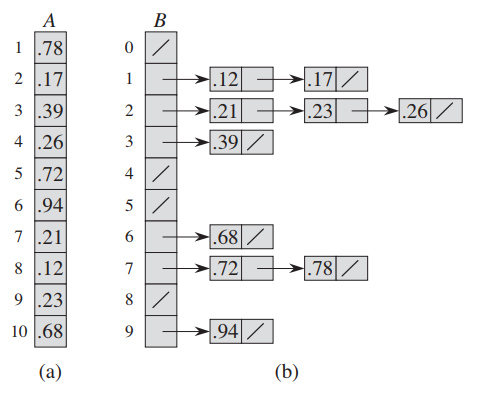 A B
1 .78 0
2 .17 1 .12 .17
3 .39 2 .21 .23 .26
4 .26 3 .39
5 .72 4
6 .94 5
7 .21 6 .68
8 .12 7 .72 .78
9 .23 8
10 .68 9 .94
(a) (b)